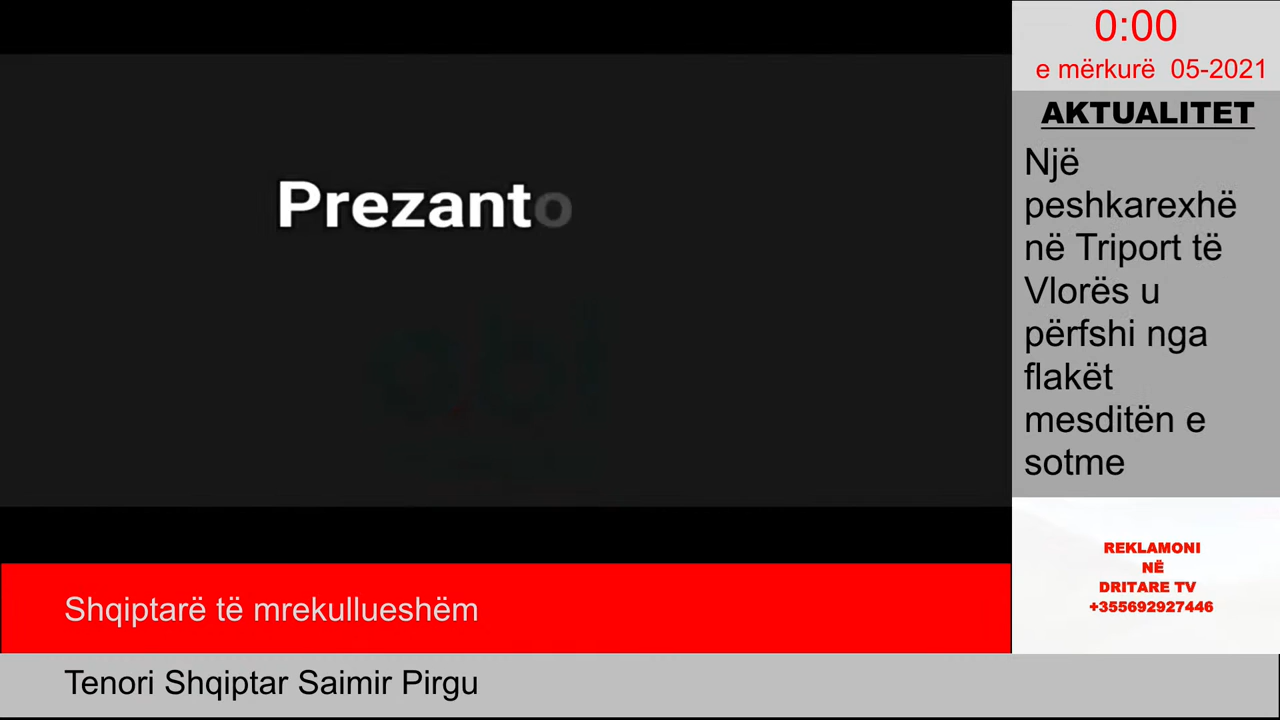 Prezanto
0:00
e mërkurë 05-2021
AKTUALITET
Një
peshkarexhë
në Triport të
Vlorës u
përfshi nga
flakët
mesditën e
sotme
REKLAMONI
NË
DRITARE TV
+355692927446
Shqiptarë të mrekullueshëm
Tenori Shqiptar Saimir Pirgu